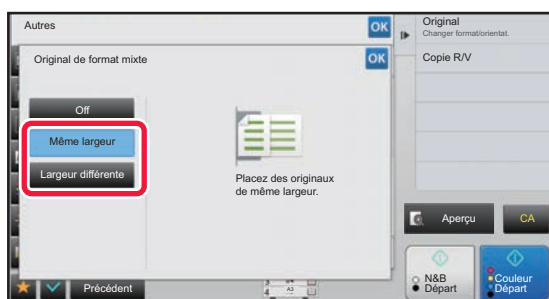 Autres
OK
Original de format mixte
OK
Off
Même largeur
Largeur différente
Placez des originaux
de même largeur.
Précédent
A3
Original
Changer format/orientat.
Copie R/V
Aperçu
CA
N&B
Départ
Couleur
Départ